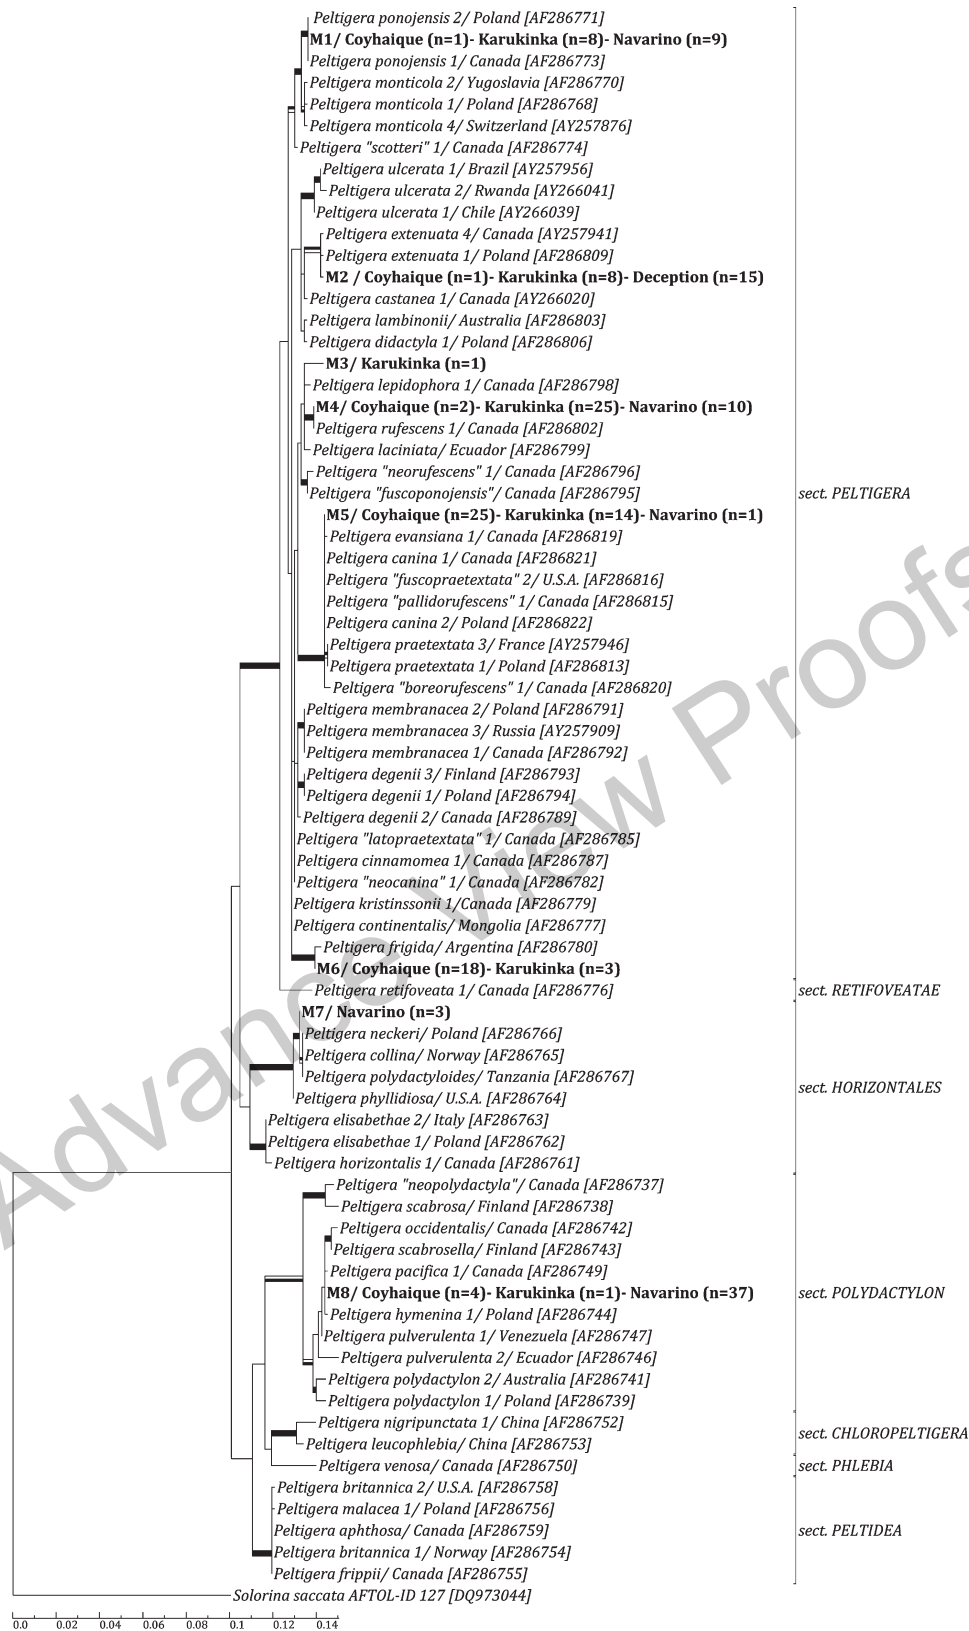 Peltigera ponojensis 2/ Poland [AF286771]
M1/ Coyhaique (n=1)- Karukinka (n=8)- Navarino (n=9)
Peltigera ponojensis 1/ Canada [AF286773]
Peltigera monticola 2/ Yugoslavia [AF286770]
Peltigera monticola 1/ Poland [AF286768]
Peltigera monticola 4/ Switzerland [AY257876]
Peltigera "scotteri" 1/ Canada [AF286774]
Peltigera ulcerata 1/ Brazil [AY257956]
Peltigera ulcerata 2/ Rwanda [AY266041]
Peltigera ulcerata 1/ Chile [AY266039]
Peltigera extenuata 4/ Canada [AY257941]
Peltigera extenuata 1/ Poland [AF286809]
M2 / Coyhaique (n=1)- Karukinka (n=8)- Deception (n=15)
Peltigera castanea 1/ Canada [AY266020]
Peltigera lambinonii/ Australia [AF286803]
Peltigera didactyla 1/ Poland [AF286806]
M3/ Karukinka (n=1)
Peltigera lepidophora 1/ Canada [AF286798]
M4/ Coyhaique (n=2)- Karukinka (n=25)- Navarino (n=10)
Peltigera rufescens 1/ Canada [AF286802]
Peltigera laciniata/ Ecuador [AF286799]
Peltigera "neorufescens" 1/ Canada [AF286796]
Peltigera "fuscoponojensis"/ Canada [AF286795]
sect. PELTIGERA
M5/ Coyhaique (n=25)- Karukinka (n=14)- Navarino (n=1)
Peltigera evansiana 1/ Canada [AF286819]
Peltigera canina 1/ Canada [AF286821]
Peltigera "fuscopraetextata" 2/ U.S.A. [AF286816]
Peltigera "pallidorufescens" 1/ Canada [AF286815]
Peltigera canina 2/ Poland [AF286822]
Peltigera praetextata 3/ France [AY257946]
Peltigera praetextata 1/ Poland [AF286813]
Peltigera "boreorufescens" 1/ Canada [AF286820]
Peltigera membranacea 2/ Poland [AF286791]
Peltigera membranacea 3/ Russia [AY257909]
Peltigera membranacea 1/ Canada [AF286792]
Peltigera degenii 3/ Finland [AF286793]
Peltigera degenii 1/ Poland [AF286794]
Peltigera degenii 2/ Canada [AF286789]
Peltigera "latopraetextata" 1/ Canada [AF286785]
Peltigera cinnamomea 1/ Canada [AF286787]
Peltigera "neocanina" 1/ Canada [AF286782]
Peltigera kristinssonii 1/Canada [AF286779]
Peltigera continentalis/ Mongolia [AF286777]
Peltigera frigida/ Argentina [AF286780]
M6/ Coyhaique (n=18)- Karukinka (n=3)
Peltigera retifoveata 1/ Canada [AF286776]
sect. RETIFOVEATAE
M7/ Navarino (n=3)
Peltigera neckeri/ Poland [AF286766]
Peltigera collina/ Norway [AF286765]
Peltigera polydactyloides/ Tanzania [AF286767]
sect. HORIZONTALES
Peltigera phyllidiosa/ U.S.A. [AF286764]
Peltigera elisabethae 2/ Italy [AF286763]
Peltigera elisabethae 1/ Poland [AF286762]
Peltigera horizontalis 1/ Canada [AF286761]
Peltigera "neopolydactyla"/ Canada [AF286737]
Peltigera scabrosa/ Finland [AF286738]
Peltigera occidentalis/ Canada [AF286742]
Peltigera scabrosella/ Finland [AF286743]
Peltigera pacifica 1/ Canada [AF286749]
M8/ Coyhaique (n=4)- Karukinka (n=1)- Navarino (n=37)
sect. POLYDACTYLON
Peltigera hymenina 1/ Poland [AF286744]
Peltigera pulverulenta 1/ Venezuela [AF286747]
Peltigera pulverulenta 2/ Ecuador [AF286746]
Peltigera polydactylon 2/ Australia [AF286741]
Peltigera polydactylon 1/ Poland [AF286739]
Peltigera nigripunctata 1/ China [AF286752]
sect. CHLOROPELTIGERA
Peltigera leucophlebia/ China [AF286753]
Peltigera venosa/ Canada [AF286750]
sect. PHLEBIA
Peltigera britannica 2/ U.S.A. [AF286758]
Peltigera malacea 1/ Poland [AF286756]
Peltigera aphthosa/ Canada [AF286759]
sect. PELTIDEA
Peltigera britannica 1/ Norway [AF286754]
Peltigera frippii/ Canada [AF286755]
Solorina saccata AFTOL-ID 127 [DQ973044]
0.0 0.02 0.04 0.06 0.08 0.1 0.12 0.14
Advance View Proofs